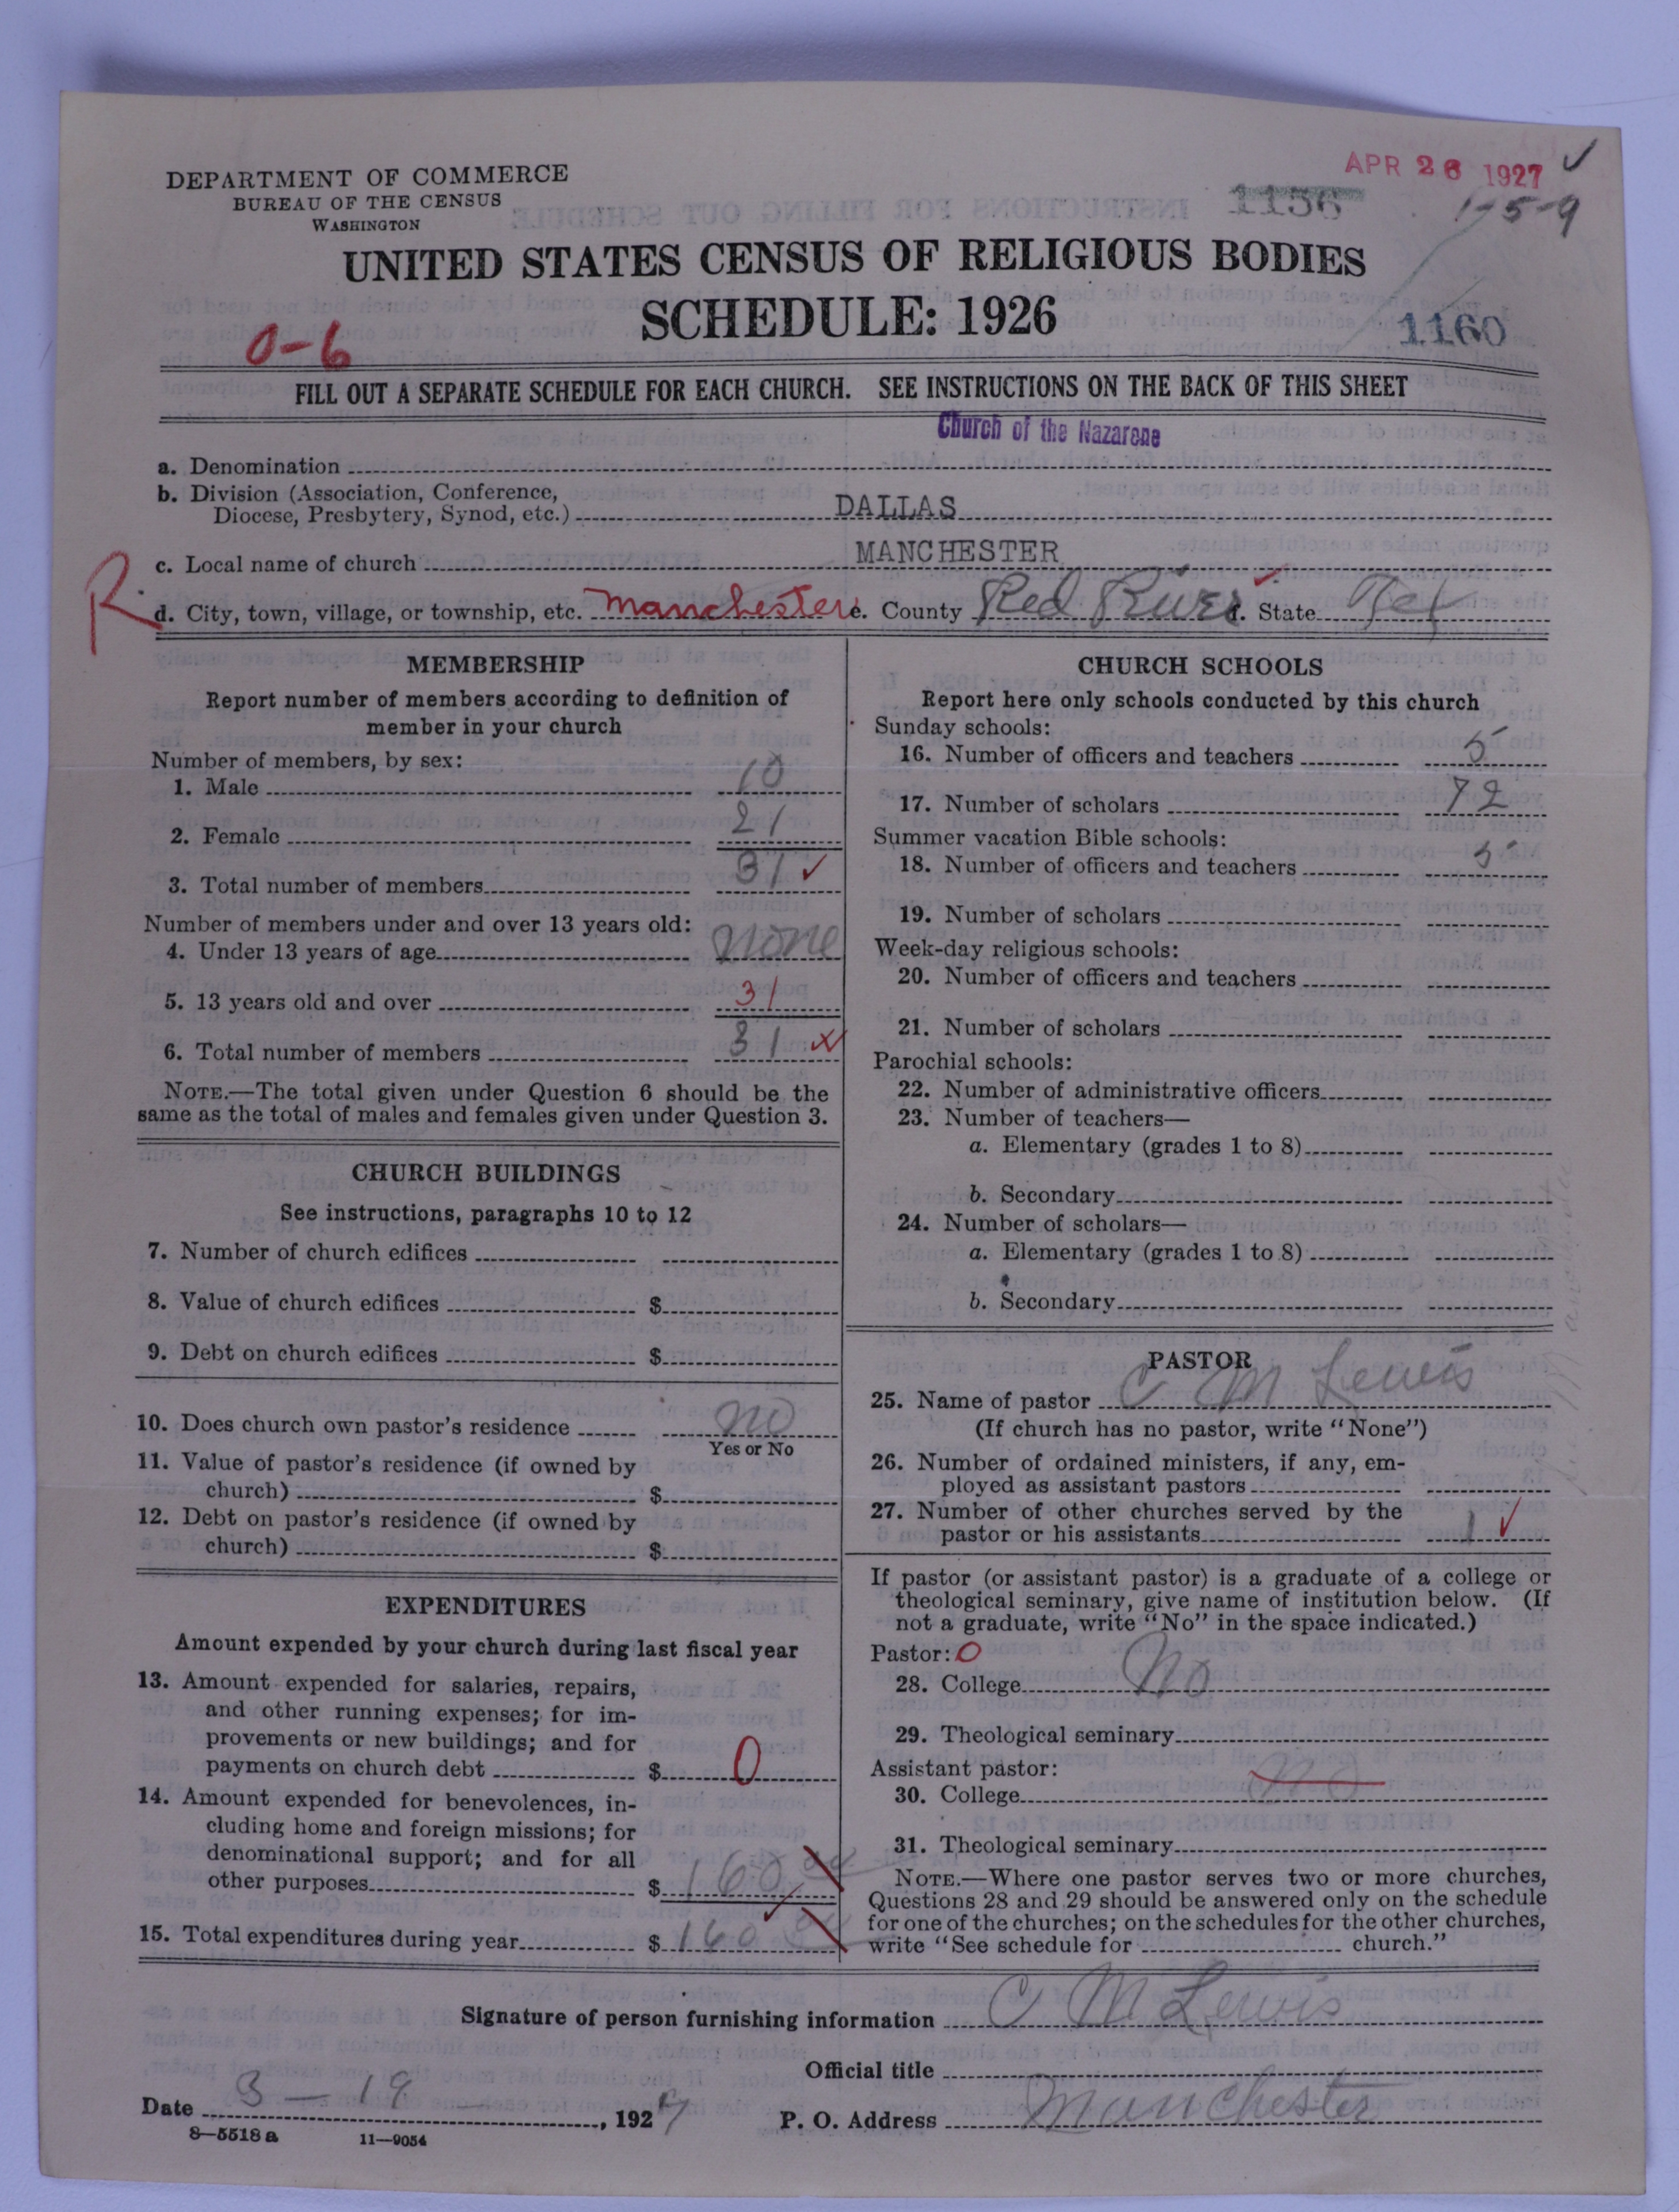 APR 26 1927 ✓
DEPARTMENT OF COMMERCE
BUREAU OF THE CENSUS
WASHINGTON
1156
1-5-9
UNITED STATES CENSUS OF RELIGIOUS BODIES
SCHEDULE: 1926
0-6
1160
FILL OUT A SEPARATE SCHEDULE FOR EACH CHURCH. SEE INSTRUCTIONS ON THE BACK OF THIS SHEET
Church of the Nazarene
a. Denomination
b. Division (Association, Conference,
Diocese, Presbytery, Synod, etc.) DALLAS
c. Local name of church MANCHESTER
R d. City, town, village, or township, etc. Manchester e. County Red River f. State Tex
MEMBERSHIP
Report number of members according to definition of
member in your church
Number of members, by sex:
1. Male 10
2. Female 21
3. Total number of members 31 ✓
Number of members under and over 13 years old:
4. Under 13 years of age none
5. 13 years old and over 31
6. Total number of members 31
NOTE.—The total given under Question 6 should be the
same as the total of males and females given under Question 3.
CHURCH BUILDINGS
See instructions, paragraphs 10 to 12
7. Number of church edifices
8. Value of church edifices $
9. Debt on church edifices $
10. Does church own pastor's residence no
Yes or No
11. Value of pastor's residence (if owned by
church) $
12. Debt on pastor's residence (if owned by
church) $
EXPENDITURES
Amount expended by your church during last fiscal year
13. Amount expended for salaries, repairs,
and other running expenses; for im-
provements or new buildings; and for
payments on church debt $ 0
14. Amount expended for benevolences, in-
cluding home and foreign missions; for
denominational support; and for all
other purposes $ 160
15. Total expenditures during year $ 160
CHURCH SCHOOLS
Report here only schools conducted by this church
Sunday schools:
16. Number of officers and teachers 5
17. Number of scholars 72
Summer vacation Bible schools:
18. Number of officers and teachers 5
19. Number of scholars
Week-day religious schools:
20. Number of officers and teachers
21. Number of scholars
Parochial schools:
22. Number of administrative officers
23. Number of teachers—
a. Elementary (grades 1 to 8)
b. Secondary
24. Number of scholars—
a. Elementary (grades 1 to 8)
b. Secondary
PASTOR
25. Name of pastor C M Lewis
(If church has no pastor, write "None")
26. Number of ordained ministers, if any, em-
ployed as assistant pastors
27. Number of other churches served by the
pastor or his assistants 1 ✓
If pastor (or assistant pastor) is a graduate of a college or
theological seminary, give name of institution below. (If
not a graduate, write "No" in the space indicated.)
Pastor: 0
28. College No
29. Theological seminary
Assistant pastor:
30. College no
31. Theological seminary
NOTE.—Where one pastor serves two or more churches,
Questions 28 and 29 should be answered only on the schedule
for one of the churches; on the schedules for the other churches,
write "See schedule for church."
Signature of person furnishing information C M Lewis
Official title
Date 3 — 19, 1927
P. O. Address Manchester
8—5518 a 11—9054